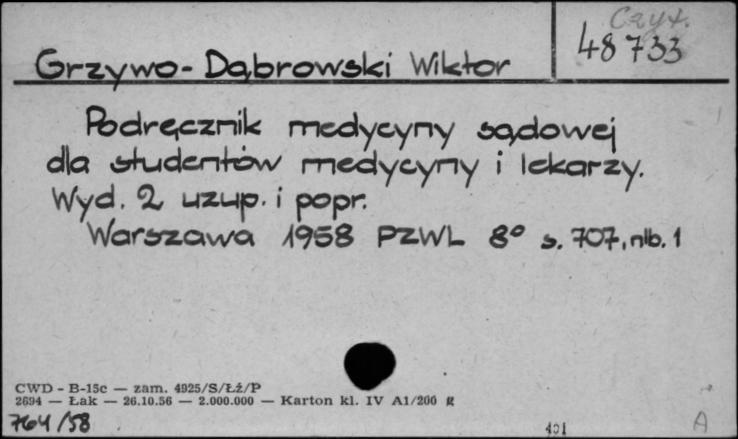 Czyt.
48733
Grzywo-Dąbrowski Wiktor
Podręcznik medycyny sądowej
dla studentów medycyny i lekarzy.
Wyd. 2 uzup. i popr.
Warszawa 1958 PZWL 8° s. 707, nlb. 1
CWD - B-15c — zam. 4925/S/Łź/P
2694 — Łak — 26.10.56 — 2.000.000 — Karton kl. IV A1/200 g
764/58
401
A